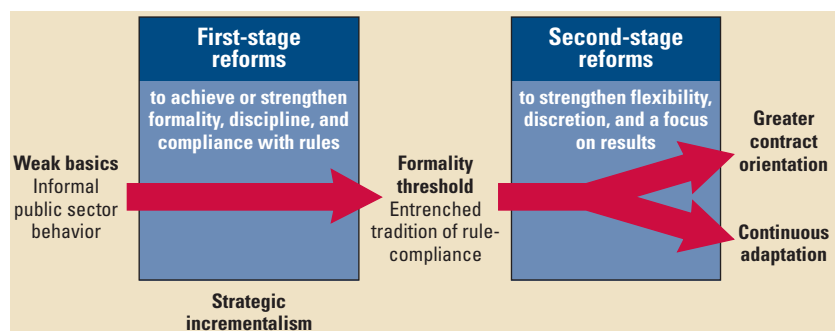 First-stage
reforms
to achieve or strengthen
formality, discipline, and
compliance with rules
Second-stage
reforms
to strengthen flexibility,
discretion, and a focus
on results
Weak basics
Informal
public sector
behavior
Formality
threshold
Entrenched
tradition of rule-
compliance
Greater
contract
orientation
Continuous
adaptation
Strategic
incrementalism